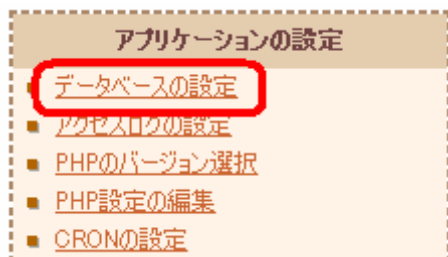 アプリケーションの設定
データベースの設定
アクセスログの設定
PHPのバージョン選択
PHP設定の編集
CRONの設定